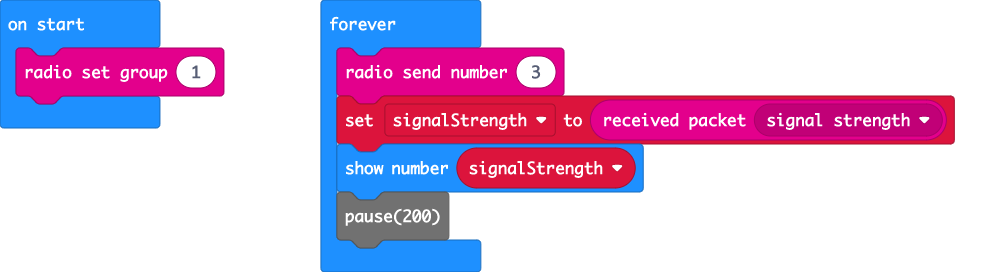 on start
radio set group 1
forever
radio send number 3
set signalStrength to received packet signal strength
show number signalStrength
pause(200)